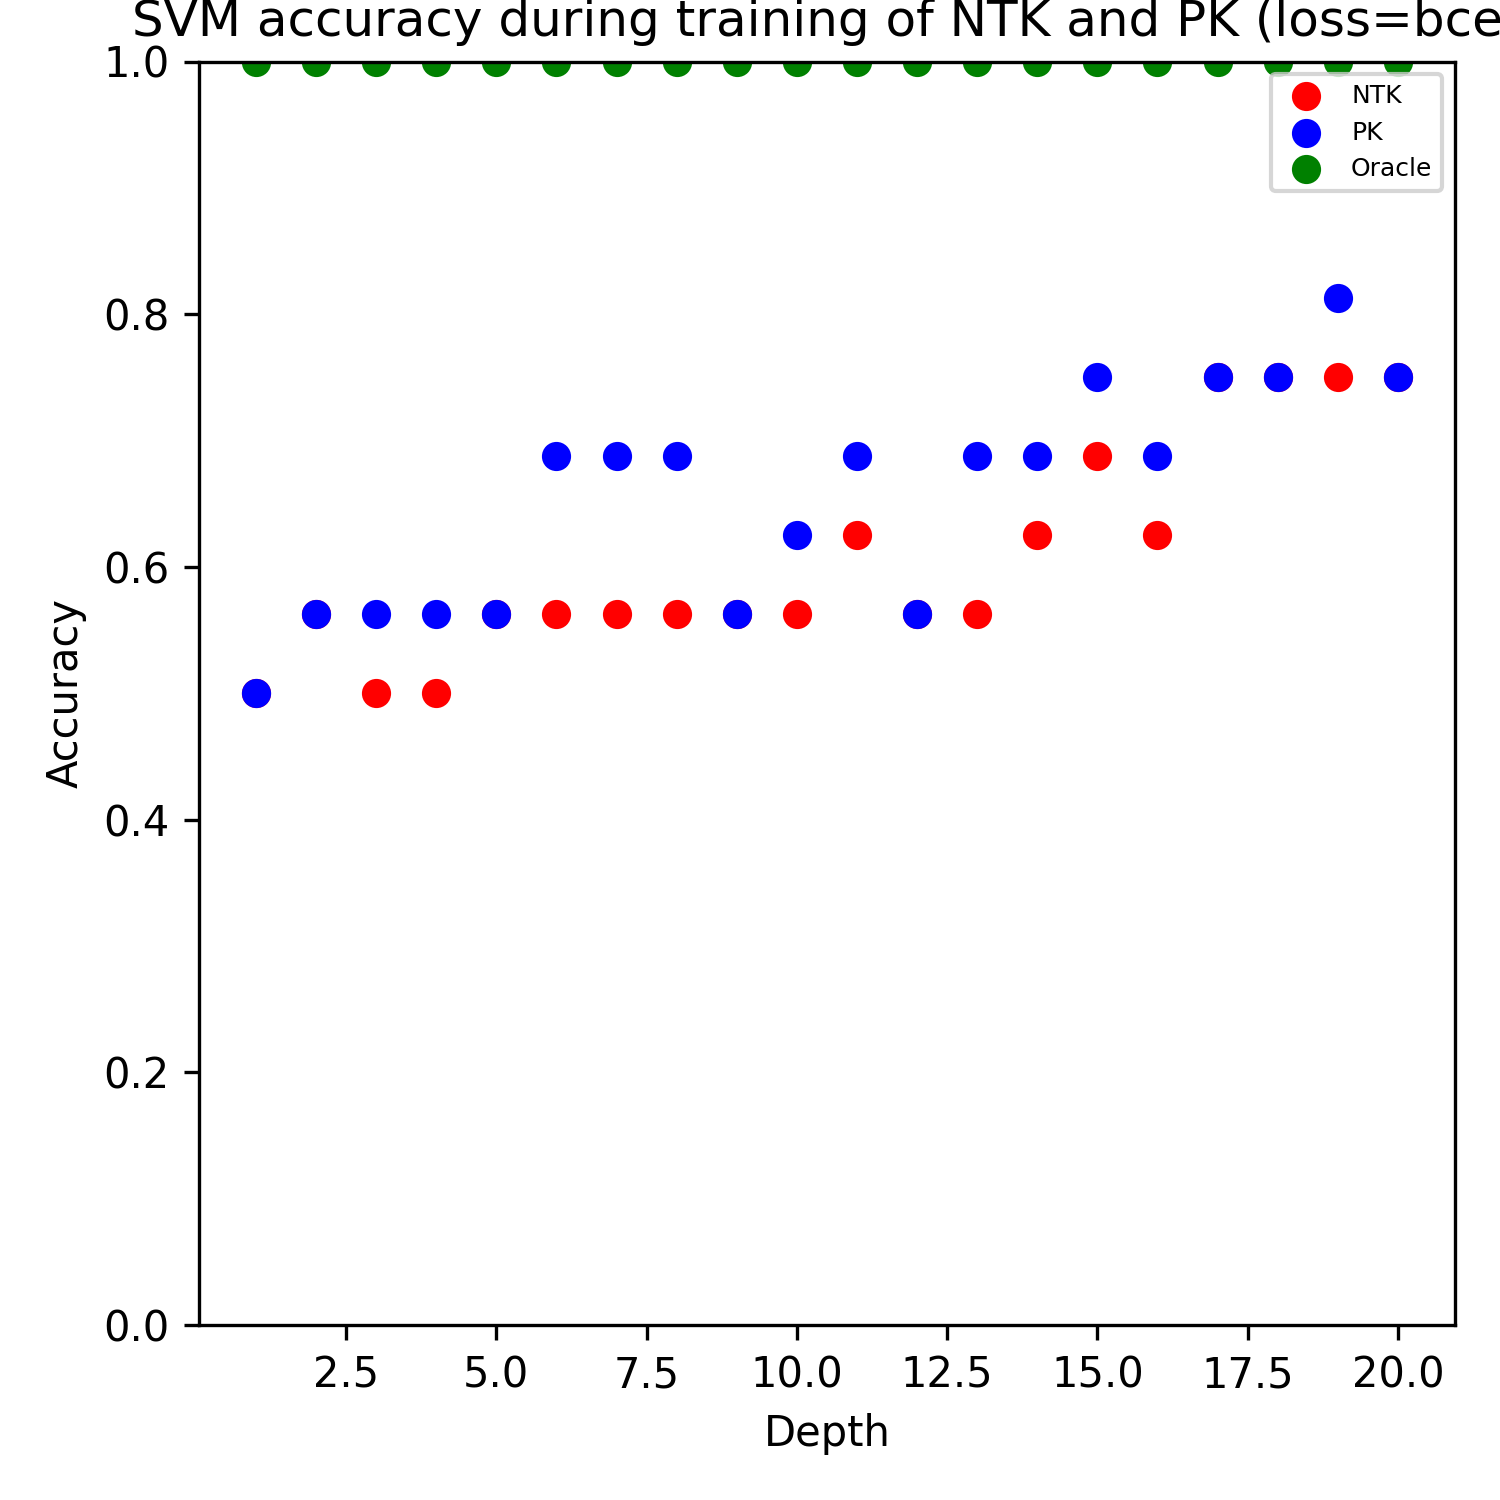 SVM accuracy during training of NTK and PK (loss=bce
1.0
0.8
0.6
0.4
0.2
0.0
Accuracy
NTK
PK
Oracle
2.5 5.0 7.5 10.0 12.5 15.0 17.5 20.0
Depth